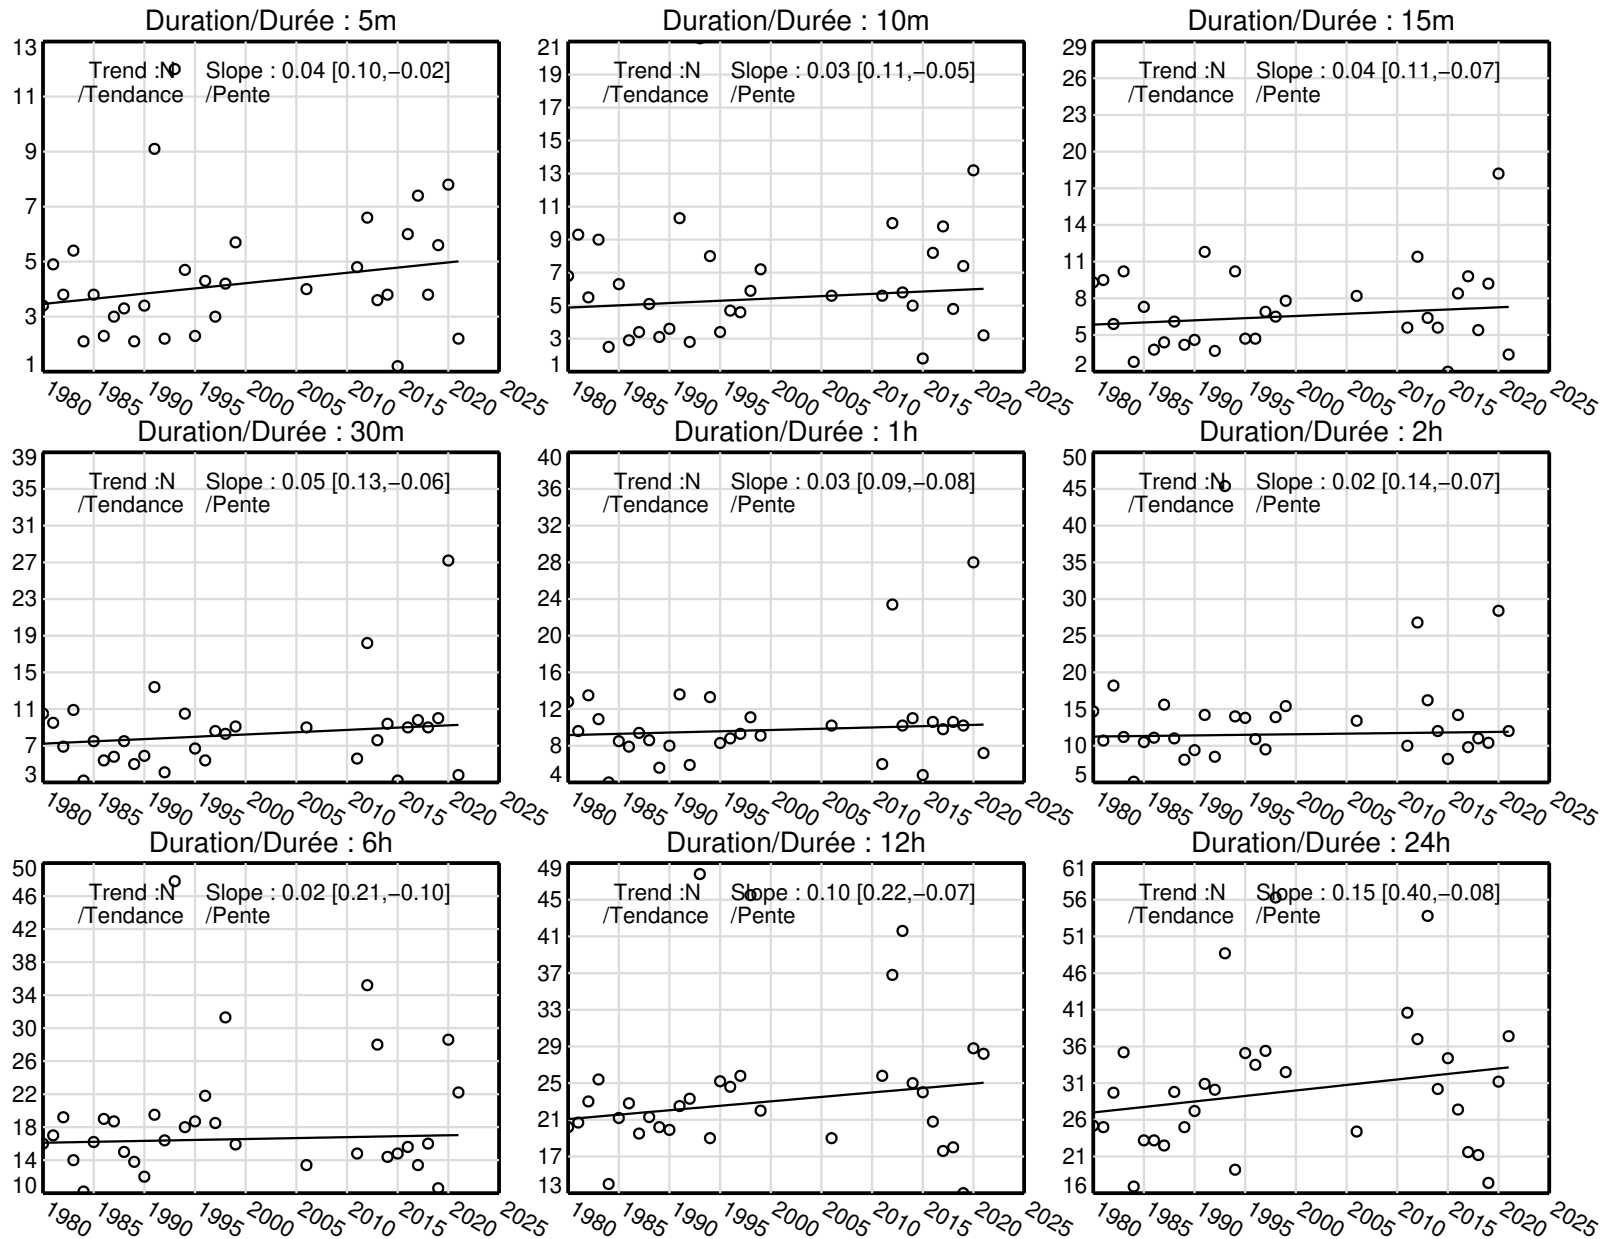 Duration/Durée : 5m
Trend :N Slope : 0.04 [0.10,−0.02]
/Tendance /Pente
13
11
9
7
5
3
1
1980 1985 1990 1995 2000 2005 2010 2015 2020 2025
Duration/Durée : 10m
Trend :N Slope : 0.03 [0.11,−0.05]
/Tendance /Pente
21
19
17
15
13
11
9
7
5
3
1
1980 1985 1990 1995 2000 2005 2010 2015 2020 2025
Duration/Durée : 15m
Trend :N Slope : 0.04 [0.11,−0.07]
/Tendance /Pente
29
26
23
20
17
14
11
8
5
2
1980 1985 1990 1995 2000 2005 2010 2015 2020 2025
Duration/Durée : 30m
Trend :N Slope : 0.05 [0.13,−0.06]
/Tendance /Pente
39
35
31
27
23
19
15
11
7
3
1980 1985 1990 1995 2000 2005 2010 2015 2020 2025
Duration/Durée : 1h
Trend :N Slope : 0.03 [0.09,−0.08]
/Tendance /Pente
40
36
32
28
24
20
16
12
8
4
1980 1985 1990 1995 2000 2005 2010 2015 2020 2025
Duration/Durée : 2h
Trend :N Slope : 0.02 [0.14,−0.07]
/Tendance /Pente
50
45
40
35
30
25
20
15
10
5
1980 1985 1990 1995 2000 2005 2010 2015 2020 2025
Duration/Durée : 6h
Trend :N Slope : 0.02 [0.21,−0.10]
/Tendance /Pente
50
46
42
38
34
30
26
22
18
14
10
1980 1985 1990 1995 2000 2005 2010 2015 2020 2025
Duration/Durée : 12h
Trend :N Slope : 0.10 [0.22,−0.07]
/Tendance /Pente
49
45
41
37
33
29
25
21
17
13
1980 1985 1990 1995 2000 2005 2010 2015 2020 2025
Duration/Durée : 24h
Trend :N Slope : 0.15 [0.40,−0.08]
/Tendance /Pente
61
56
51
46
41
36
31
26
21
16
1980 1985 1990 1995 2000 2005 2010 2015 2020 2025